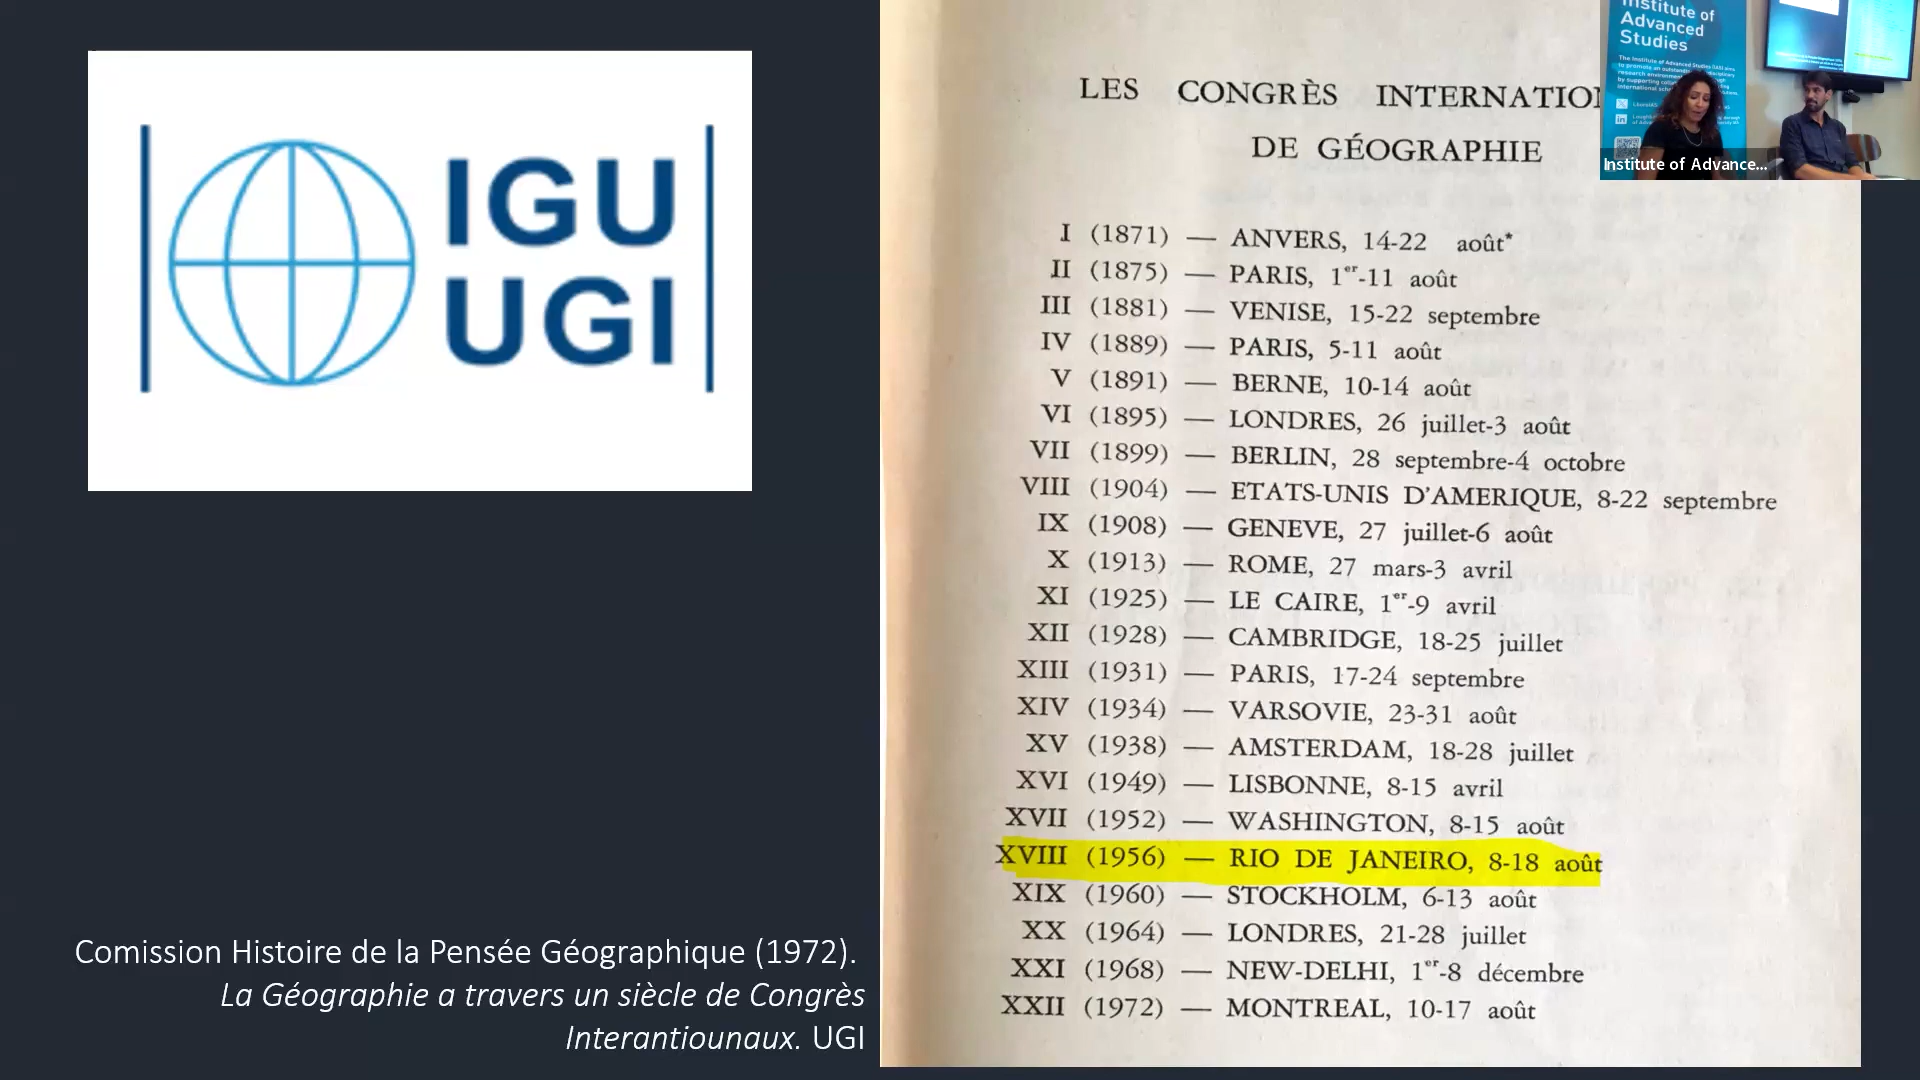 IGU
UGI
Comission Histoire de la Pensée Géographique (1972).
La Géographie a travers un siècle de Congrès
Interantiounaux. UGI
LES CONGRÈS
DE GÉOGRAPHIE
I (1871) — ANVERS, 14-22 août*
II (1875) — PARIS, 1er-11 août
III (1881) — VENISE, 15-22 septembre
IV (1889) — PARIS, 5-11 août
V (1891) — BERNE, 10-14 août
VI (1895) — LONDRES, 26 juillet-3 août
VII (1899) — BERLIN, 28 septembre-4 octobre
VIII (1904) — ETATS-UNIS D'AMERIQUE, 8-22 septembre
IX (1908) — GENEVE, 27 juillet-6 août
X (1913) — ROME, 27 mars-3 avril
XI (1925) — LE CAIRE, 1er-9 avril
XII (1928) — CAMBRIDGE, 18-25 juillet
XIII (1931) — PARIS, 17-24 septembre
XIV (1934) — VARSOVIE, 23-31 août
XV (1938) — AMSTERDAM, 18-28 juillet
XVI (1949) — LISBONNE, 8-15 avril
XVII (1952) — WASHINGTON, 8-15 août
XVIII (1956) — RIO DE JANEIRO, 8-18 août
XIX (1960) — STOCKHOLM, 6-13 août
XX (1964) — LONDRES, 21-28 juillet
XXI (1968) — NEW-DELHI, 1er-8 décembre
XXII (1972) — MONTREAL, 10-17 août
Institute of
Advanced
Studies
Institute of Advance...